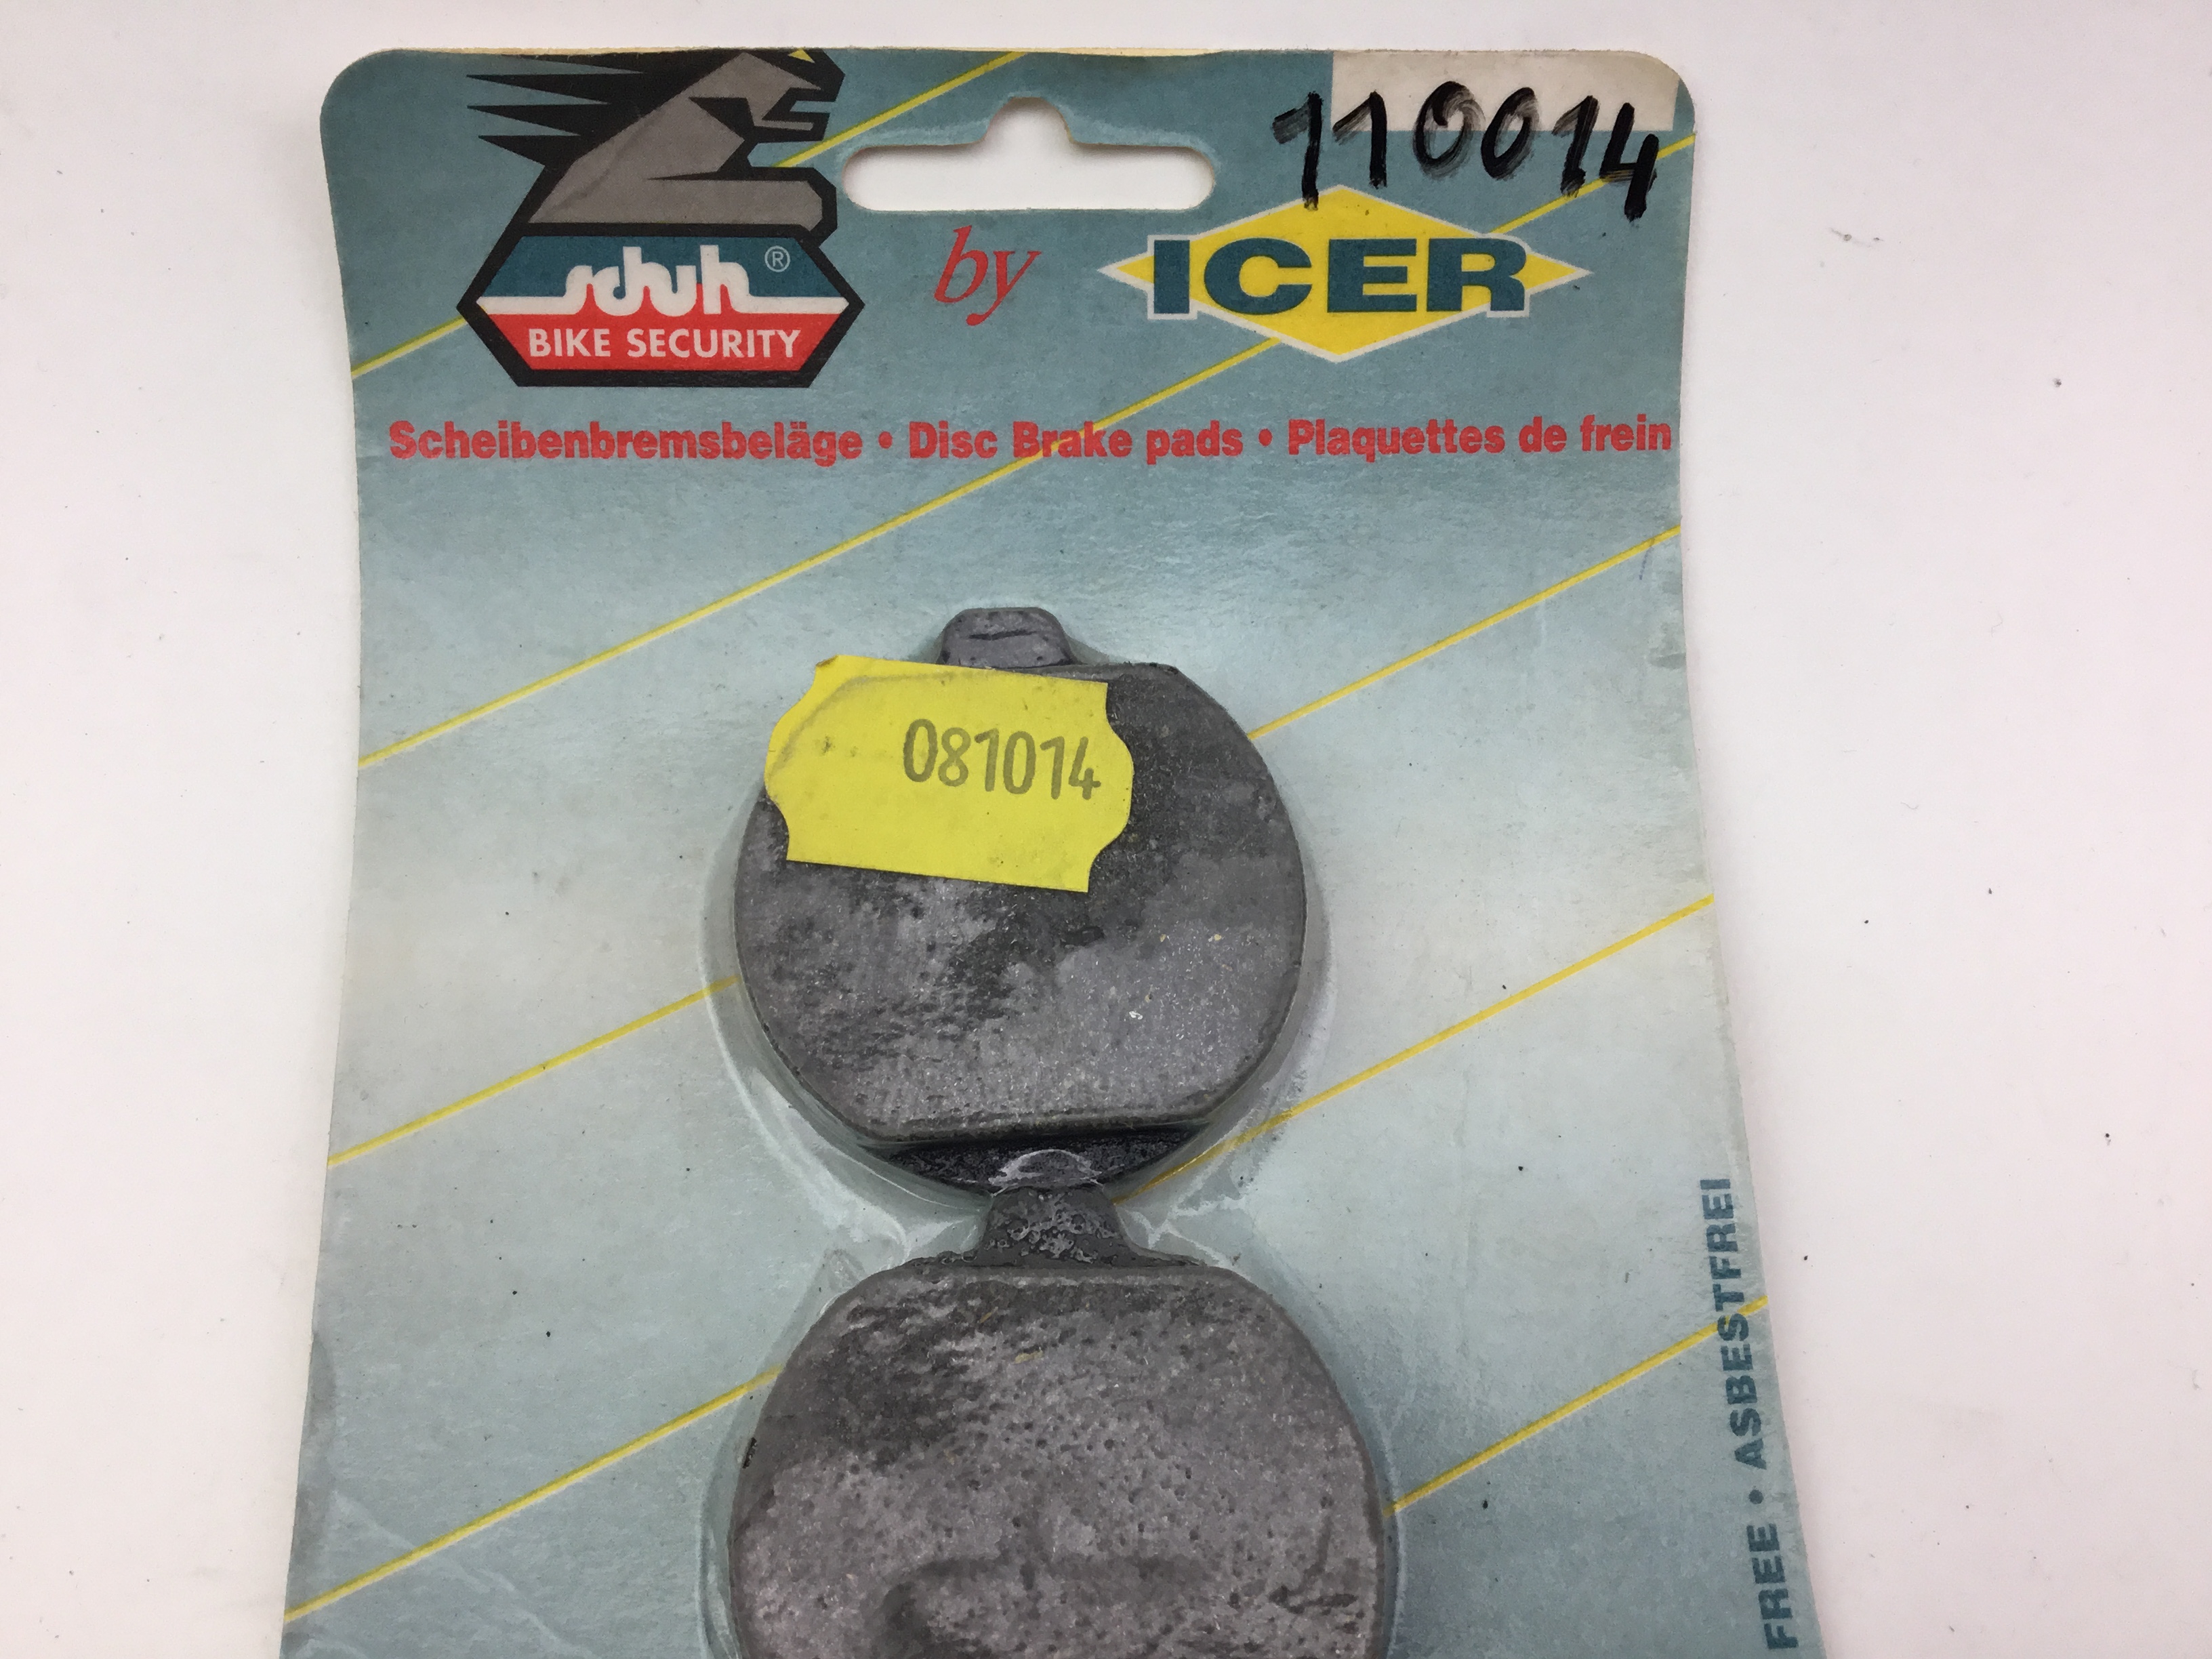 110014
schuh®
BIKE SECURITY
by
ICER
Scheibenbremsbeläge • Disc Brake pads • Plaquettes de frein
081014
FREE • ASBESTFREI